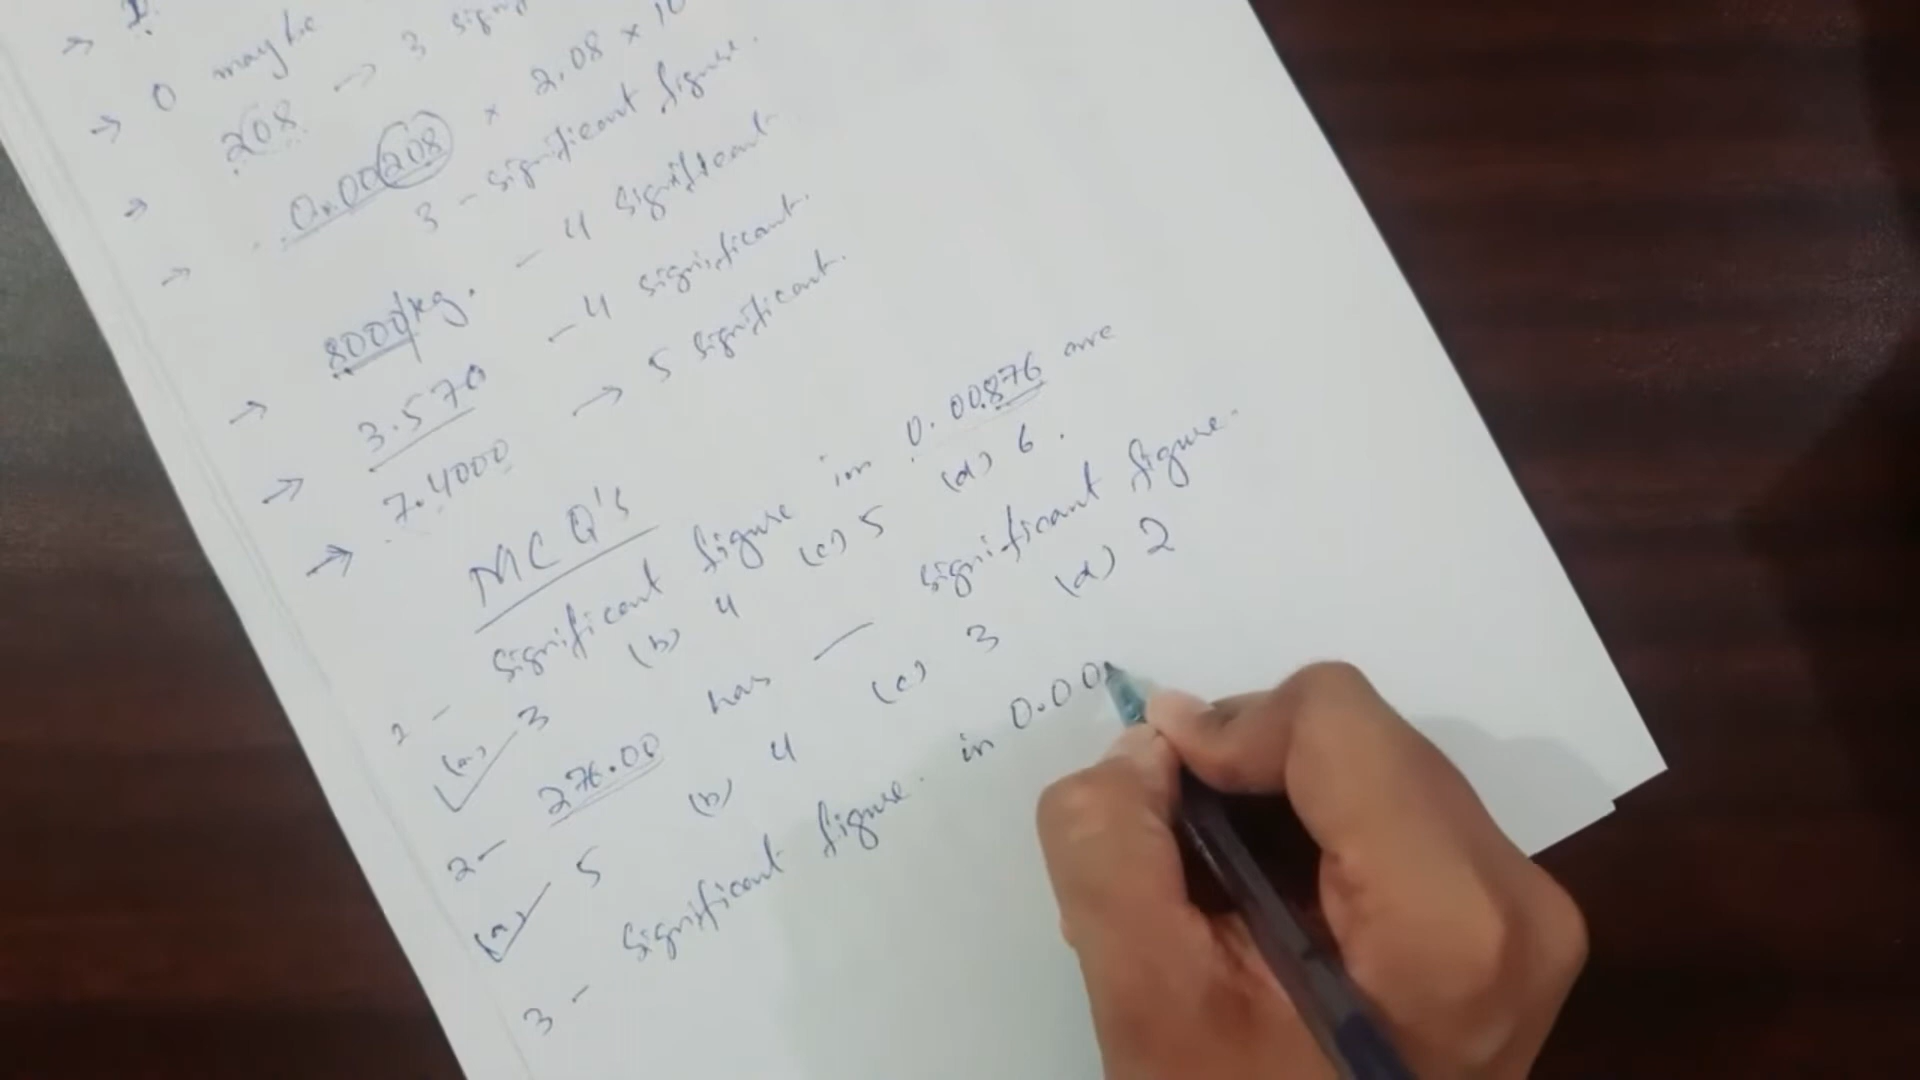 → 1.
→ 0 maybe
→ 208 → 3
→ 0.00208 × 2.08 × 10
3 - significant figure.
→ 8000kg. - 4 significant
→ 3.570 - 4 significant.
→ 7.4000 → 5 significant.
MCQ's
1 - significant figure in 0.00876 are
(a) 3 (b) 4 (c) 5 (d) 6.
2 - 276.00 has — significant figure.
(a) 5 (b) 4 (c) 3 (d) 2
3 - significant figure. in 0.00